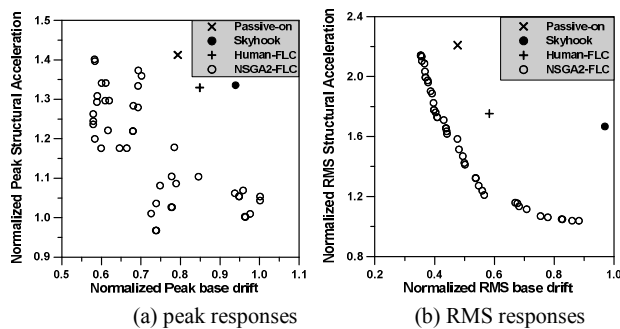 Normalized Peak Structural Acceleration
1.5
1.4
1.3
1.2
1.1
1.0
0.9
0.5 0.6 0.7 0.8 0.9 1.0 1.1
Normalized Peak base drift
Passive-on
Skyhook
Human-FLC
NSGA2-FLC
(a) peak responses
Normalized RMS Structural Acceleration
2.4
2.0
1.6
1.2
0.8
0.2 0.4 0.6 0.8 1.0
Normalized RMS base drift
Passive-on
Skyhook
Human-FLC
NSGA2-FLC
(b) RMS responses